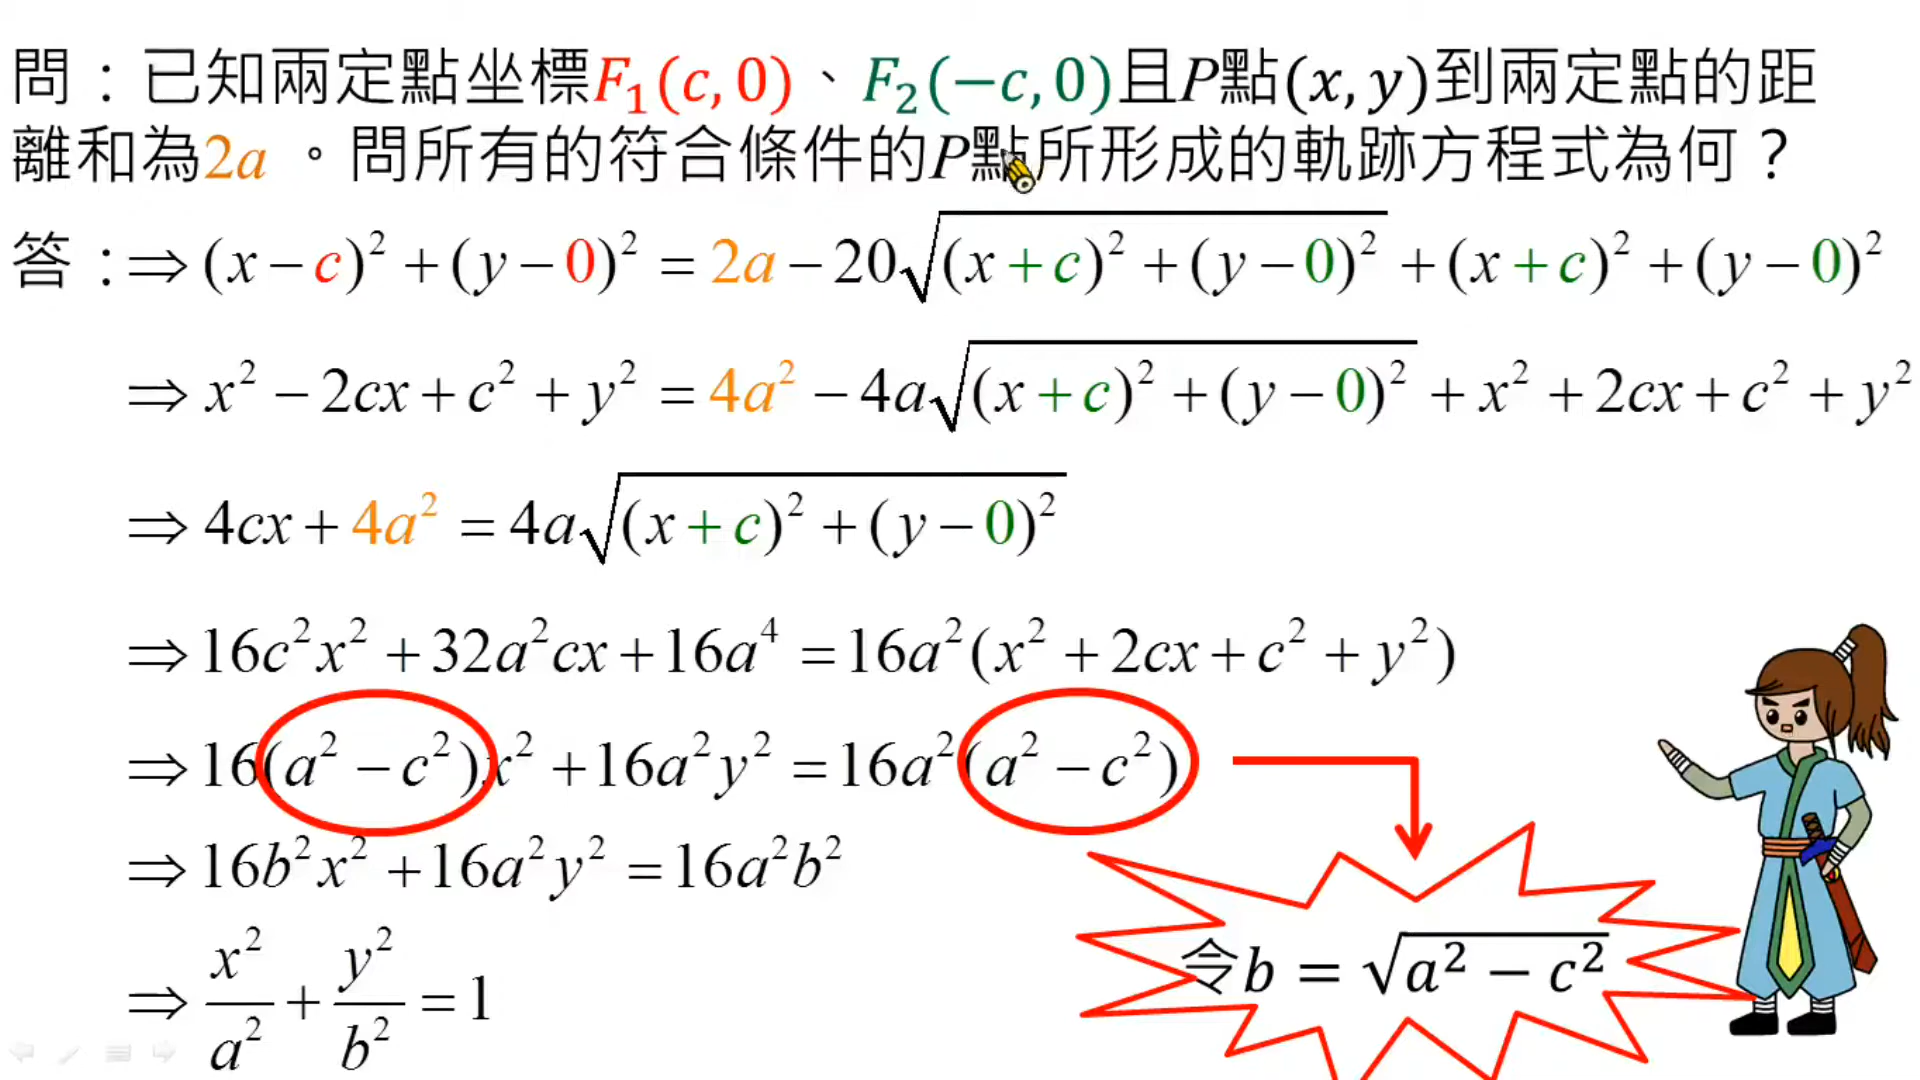 問：已知兩定點坐標F₁(c,0)、F₂(−c,0)且P點(x,y)到兩定點的距
離和為2a。問所有的符合條件的P點所形成的軌跡方程式為何？
答：⇒(x−c)²+(y−0)²=2a−20√((x+c)²+(y−0)²)+(x+c)²+(y−0)²
⇒x²−2cx+c²+y²=4a²−4a√((x+c)²+(y−0)²)+x²+2cx+c²+y²
⇒4cx+4a²=4a√((x+c)²+(y−0)²)
⇒16c²x²+32a²cx+16a⁴=16a²(x²+2cx+c²+y²)
⇒16(a²−c²)x²+16a²y²=16a²(a²−c²)
⇒16b²x²+16a²y²=16a²b²
⇒x²/a²+y²/b²=1
令b=√(a²−c²)